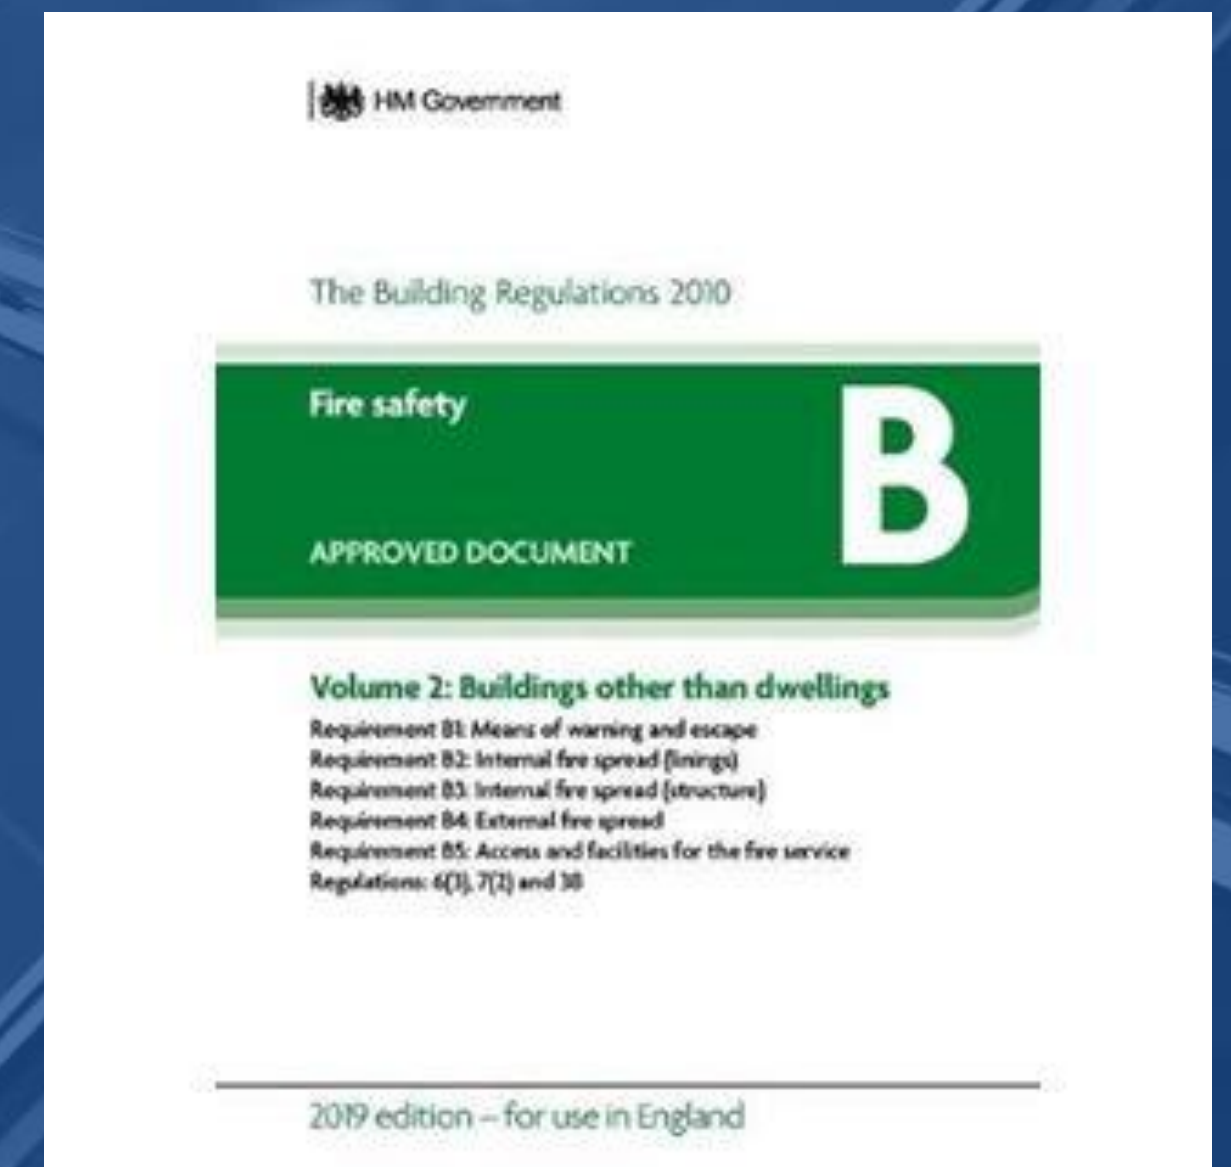 HM Government
The Building Regulations 2010
Fire safety
B
APPROVED DOCUMENT
Volume 2: Buildings other than dwellings
Requirement B1: Means of warning and escape
Requirement B2: Internal fire spread (linings)
Requirement B3: Internal fire spread (structure)
Requirement B4: External fire spread
Requirement B5: Access and facilities for the fire service
Regulations: 6(3), 7(2) and 38
2019 edition – for use in England